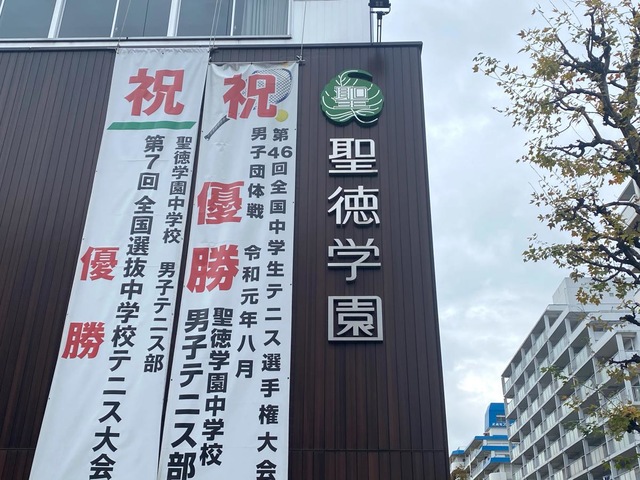 聖
聖徳学園
祝
第46回全国中学生テニス選手権大会
男子団体戦 令和元年八月
優勝
聖徳学園中学校
男子テニス部
祝
聖徳学園中学校 男子テニス部
第7回 全国選抜中学校テニス大会
優勝